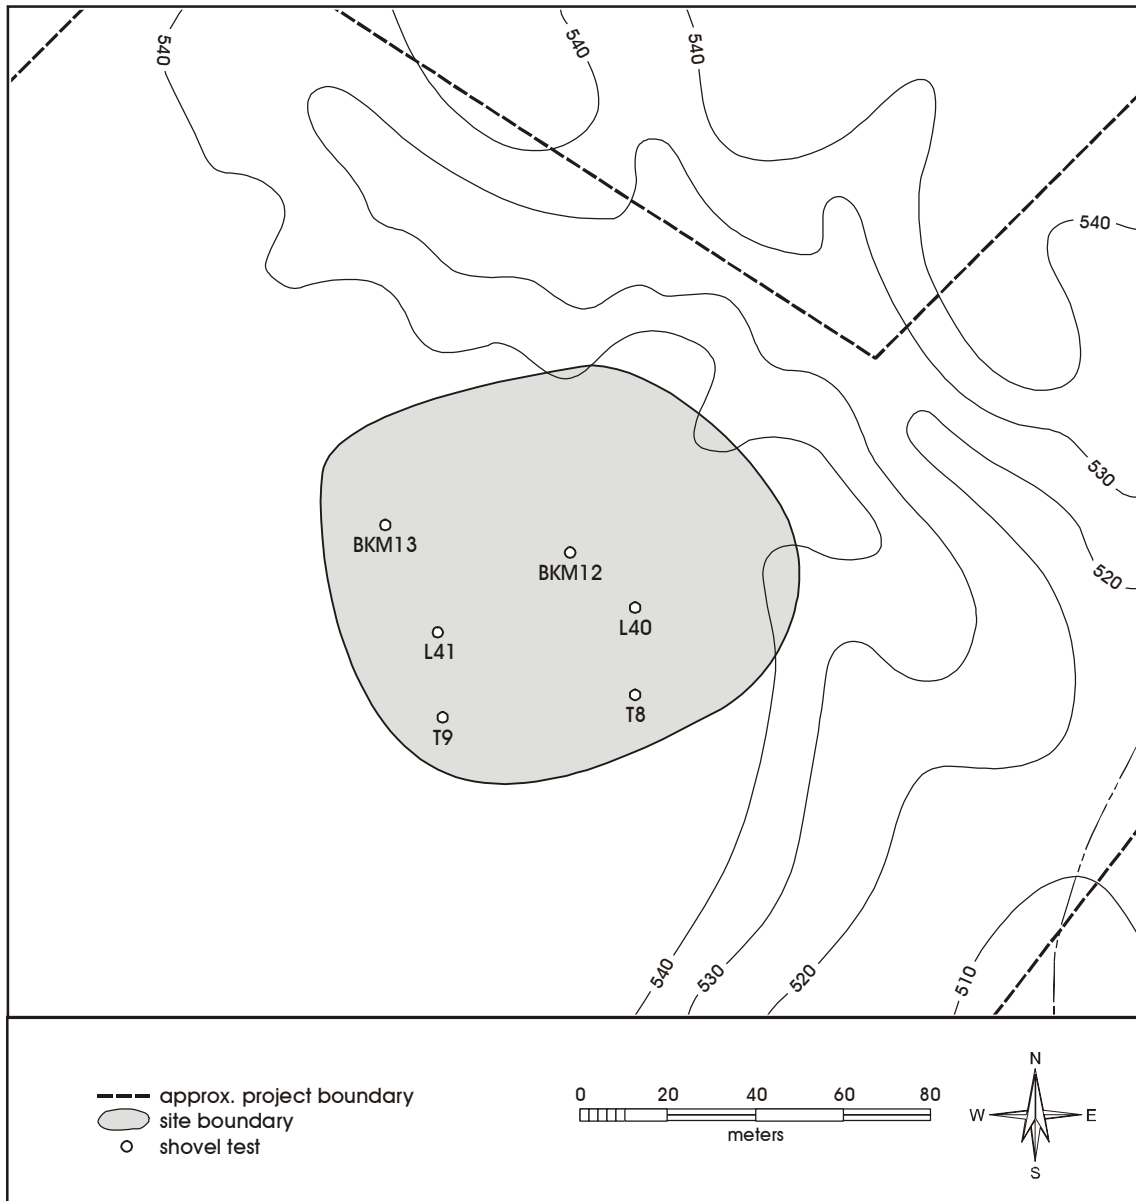 540
540
540
540
530
520
BKM13
BKM12
L40
L41
T8
T9
540
530
520
510
approx. project boundary
site boundary
shovel test
0 20 40 60 80
meters
N
W E
S